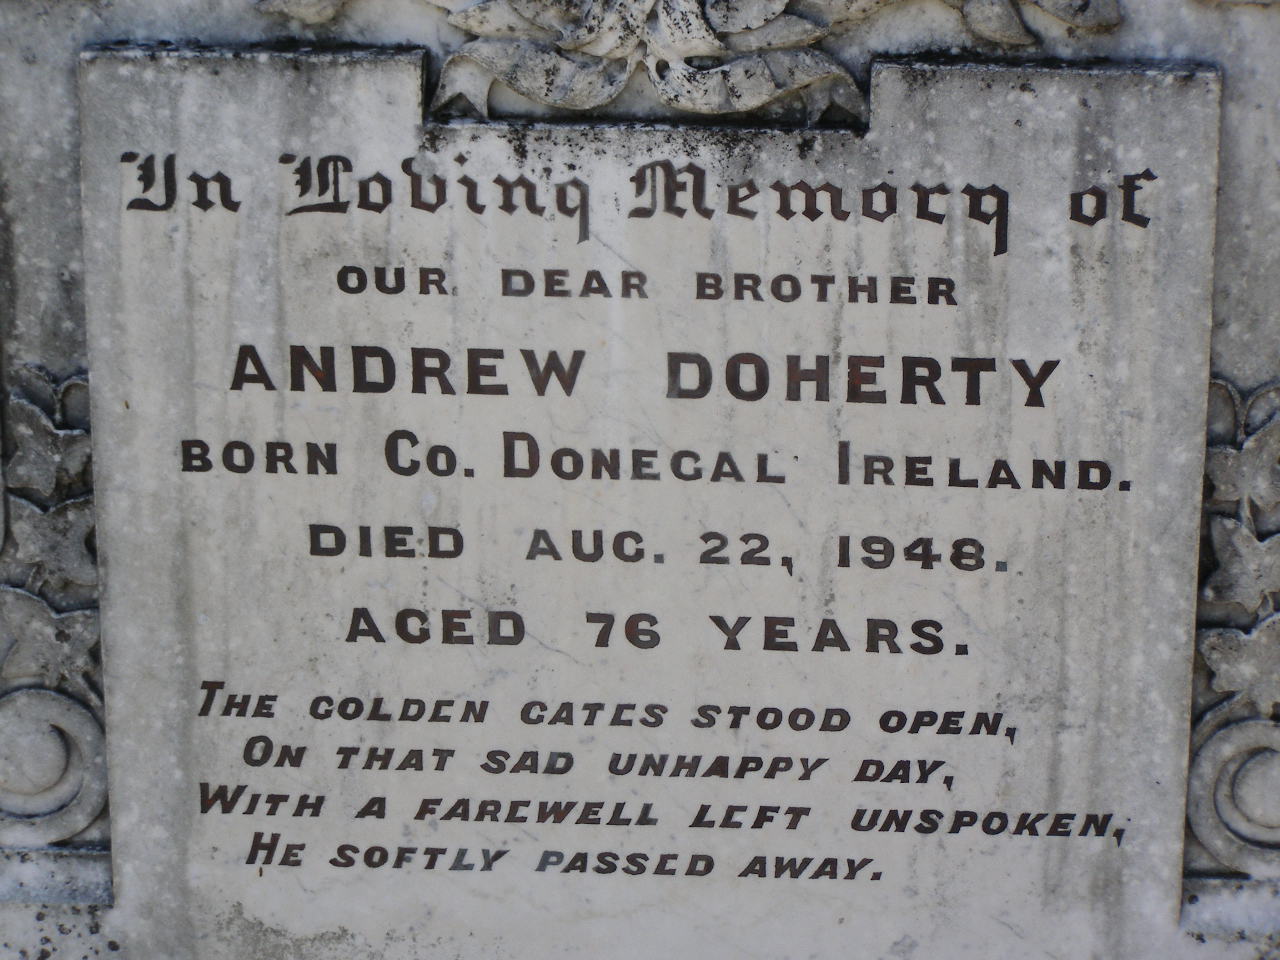 In Loving Memory of
OUR DEAR BROTHER
ANDREW DOHERTY
BORN CO. DONEGAL IRELAND.
DIED AUG. 22, 1948.
AGED 76 YEARS.
THE GOLDEN GATES STOOD OPEN,
ON THAT SAD UNHAPPY DAY,
WITH A FAREWELL LEFT UNSPOKEN,
HE SOFTLY PASSED AWAY.